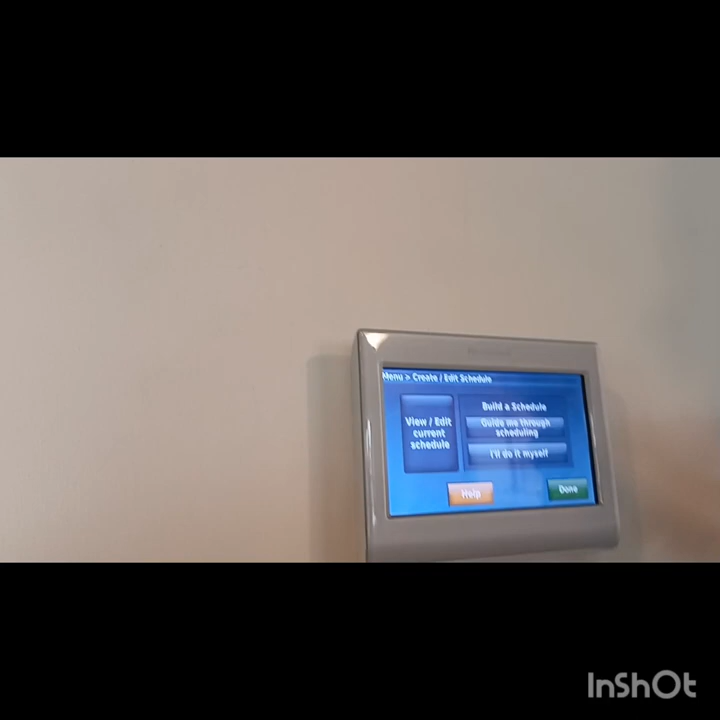 Menu > Create / Edit Schedule
Build a Schedule
View / Edit
current
schedule
Guide me through
scheduling
I'll do it myself
Help
Done
InShOt